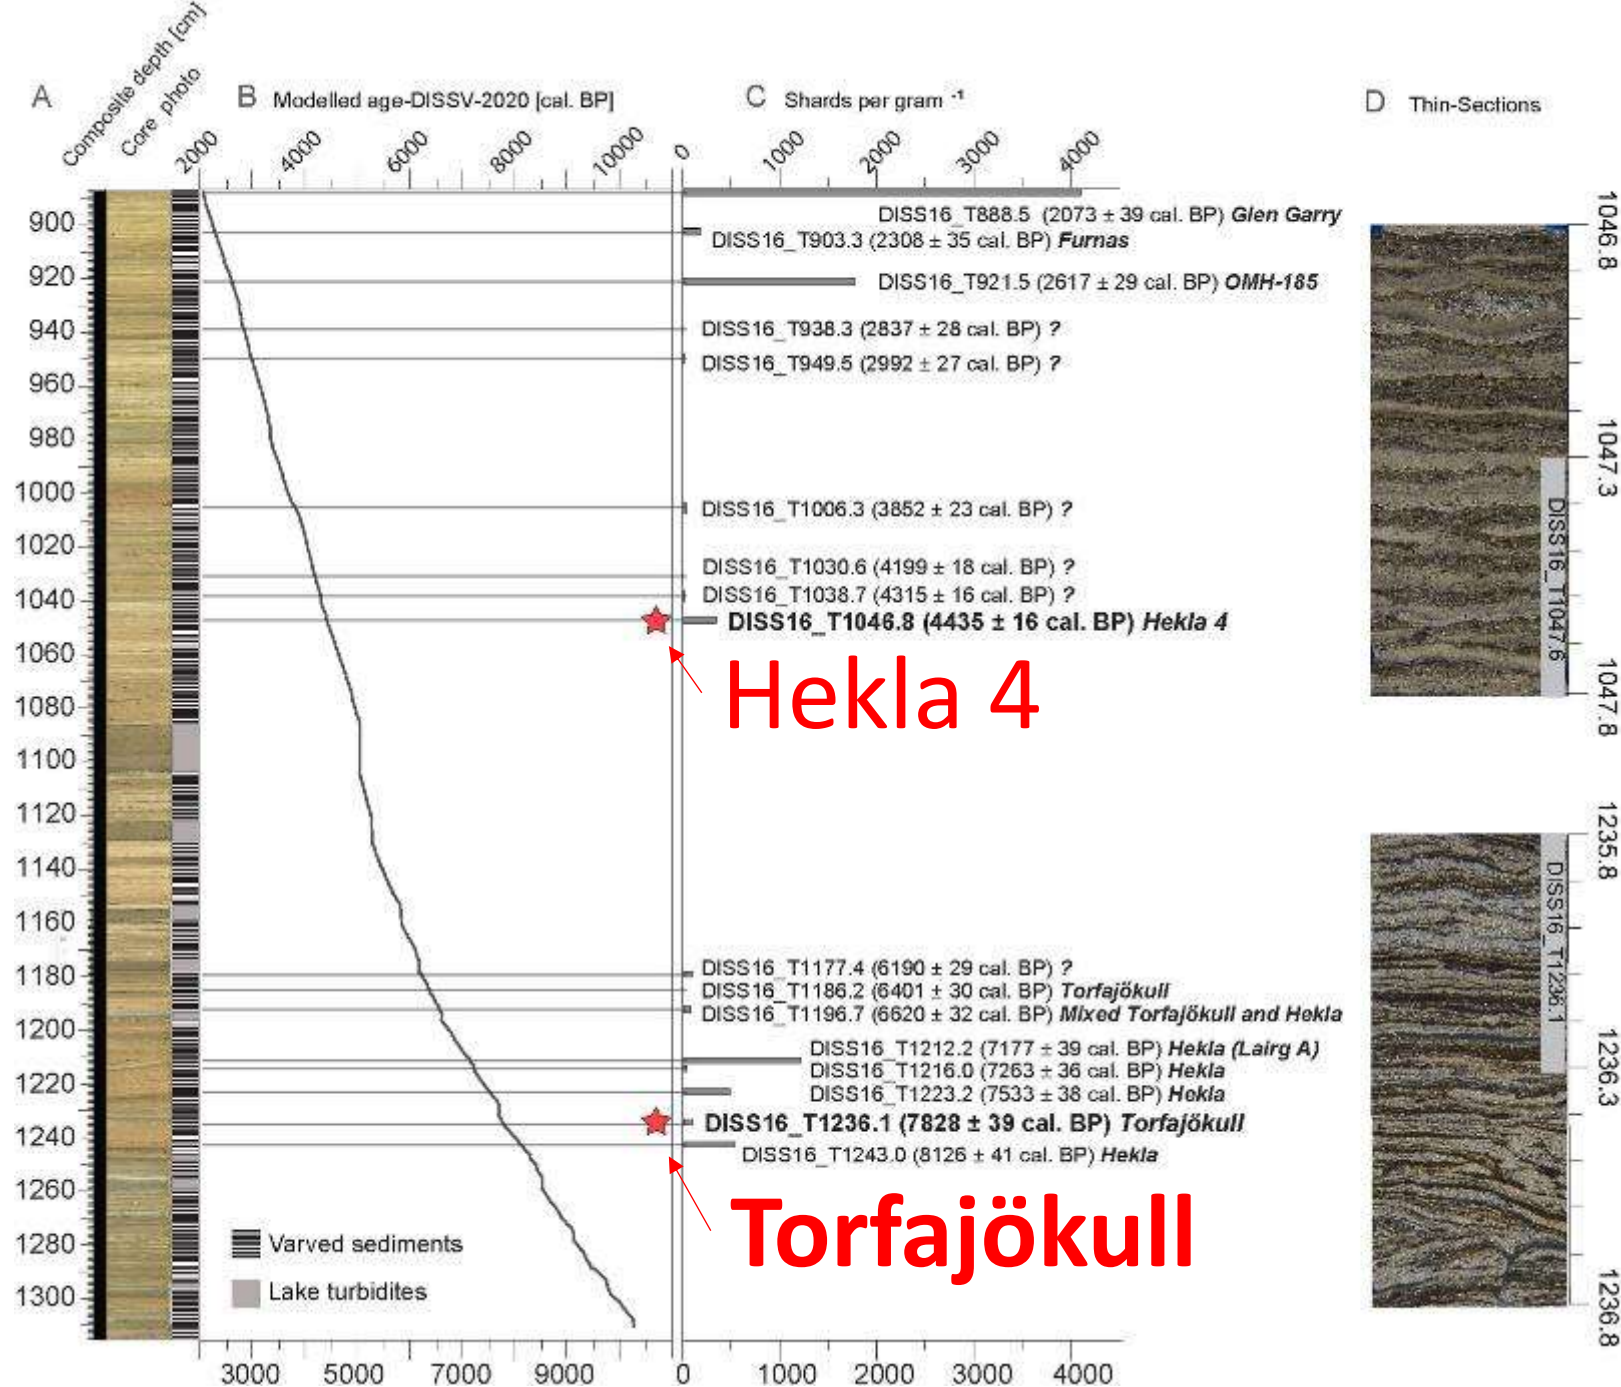 A
Composite depth [cm]
Core photo
B Modelled age-DISSV-2020 [cal. BP]
C Shards per gram -1
D Thin-Sections
2000 4000 6000 8000 10000
0 1000 2000 3000 4000
900
920
940
960
980
1000
1020
1040
1060
1080
1100
1120
1140
1160
1180
1200
1220
1240
1260
1280
1300
DISS16_T888.5 (2073 ± 39 cal. BP) Glen Garry
DISS16_T903.3 (2308 ± 35 cal. BP) Furnas
DISS16_T921.5 (2617 ± 29 cal. BP) OMH-185
DISS16_T938.3 (2837 ± 28 cal. BP) ?
DISS16_T949.5 (2992 ± 27 cal. BP) ?
DISS16_T1006.3 (3852 ± 23 cal. BP) ?
DISS16_T1030.6 (4199 ± 18 cal. BP) ?
DISS16_T1038.7 (4315 ± 16 cal. BP) ?
DISS16_T1046.8 (4435 ± 16 cal. BP) Hekla 4
Hekla 4
DISS16_T1177.4 (6190 ± 29 cal. BP) ?
DISS16_T1186.2 (6401 ± 30 cal. BP) Torfajökull
DISS16_T1196.7 (6620 ± 32 cal. BP) Mixed Torfajökull and Hekla
DISS16_T1212.2 (7177 ± 39 cal. BP) Hekla (Lairg A)
DISS16_T1216.0 (7263 ± 36 cal. BP) Hekla
DISS16_T1223.2 (7533 ± 38 cal. BP) Hekla
DISS16_T1236.1 (7828 ± 39 cal. BP) Torfajökull
DISS16_T1243.0 (8126 ± 41 cal. BP) Hekla
Torfajökull
Varved sediments
Lake turbidites
3000 5000 7000 9000
0 1000 2000 3000 4000
1046.8
1047.3
1047.8
DISS16_T1047.6
1235.8
1236.3
1236.8
DISS16_T1236.1